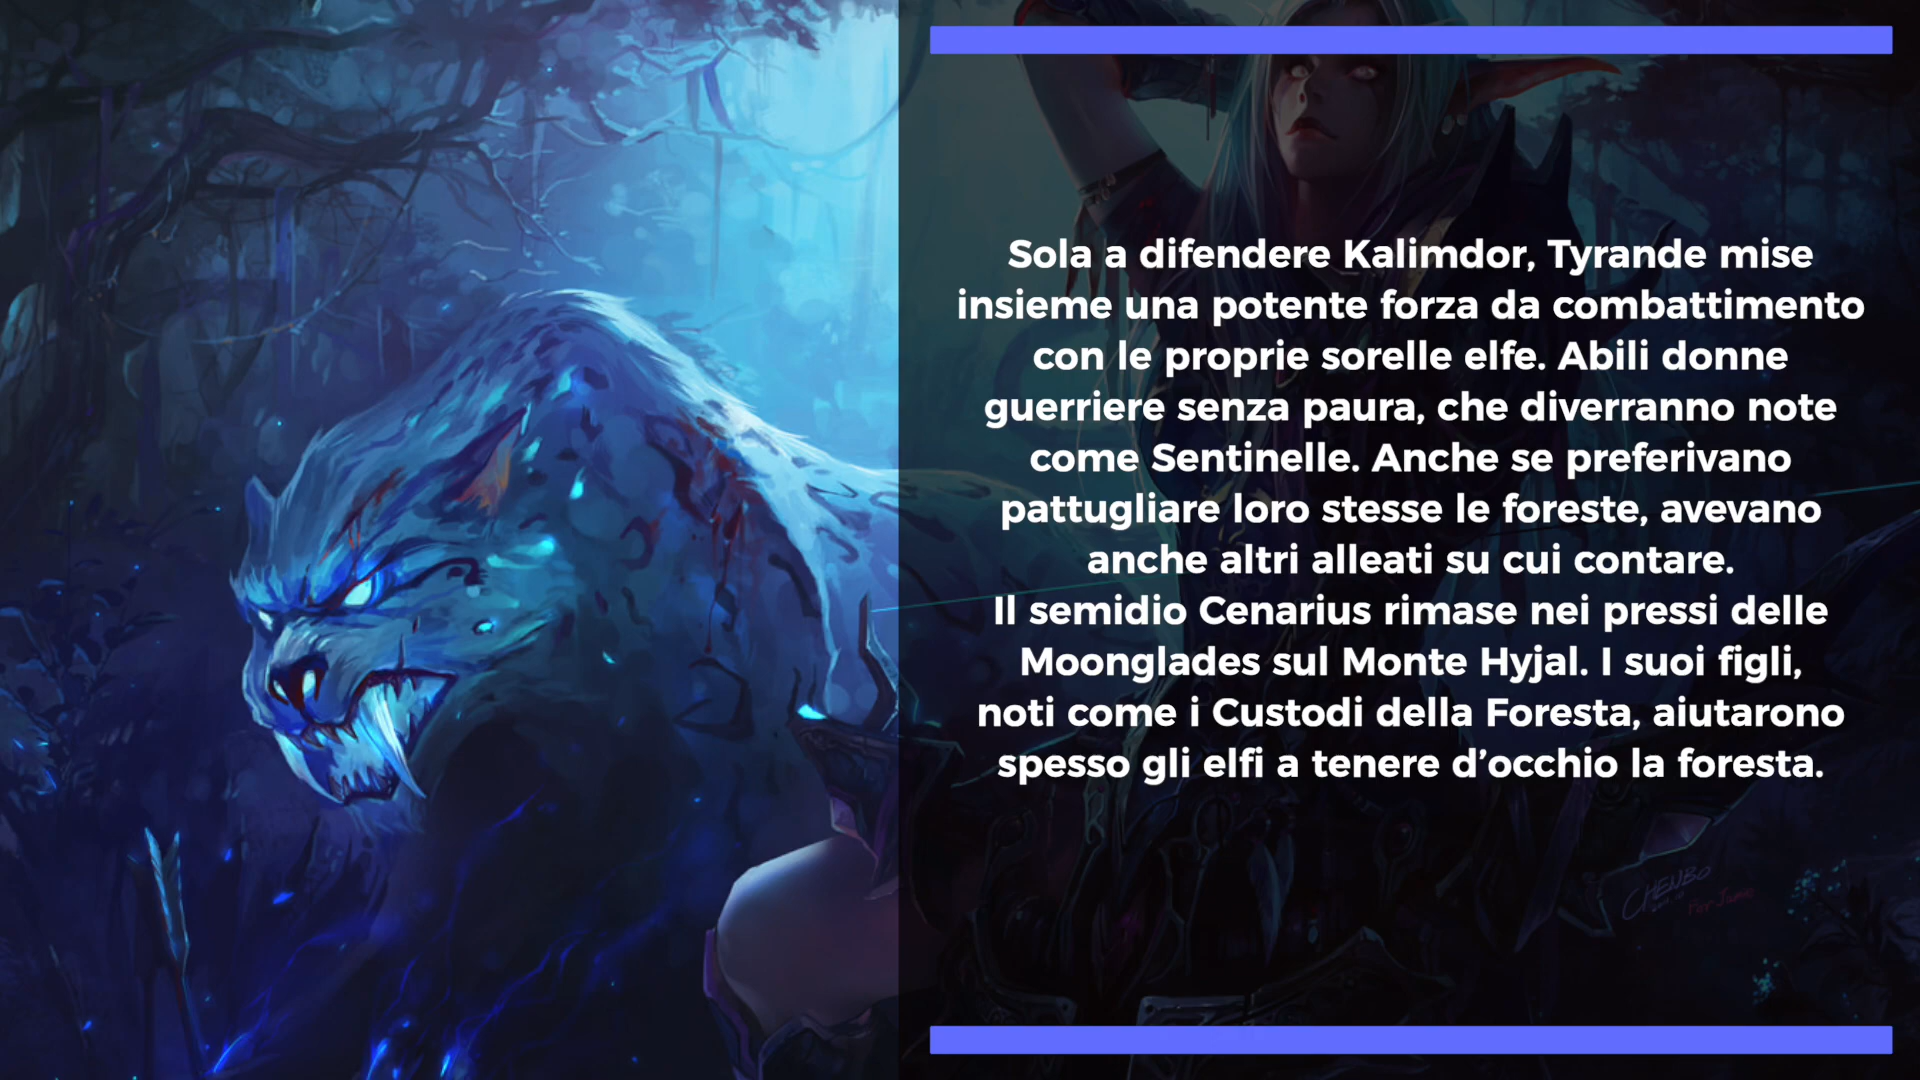 Sola a difendere Kalimdor, Tyrande mise
insieme una potente forza da combattimento
con le proprie sorelle elfe. Abili donne
guerriere senza paura, che diverranno note
come Sentinelle. Anche se preferivano
pattugliare loro stesse le foreste, avevano
anche altri alleati su cui contare.
Il semidio Cenarius rimase nei pressi delle
Moonglades sul Monte Hyjal. I suoi figli,
noti come i Custodi della Foresta, aiutarono
spesso gli elfi a tenere d’occhio la foresta.
CHENBO